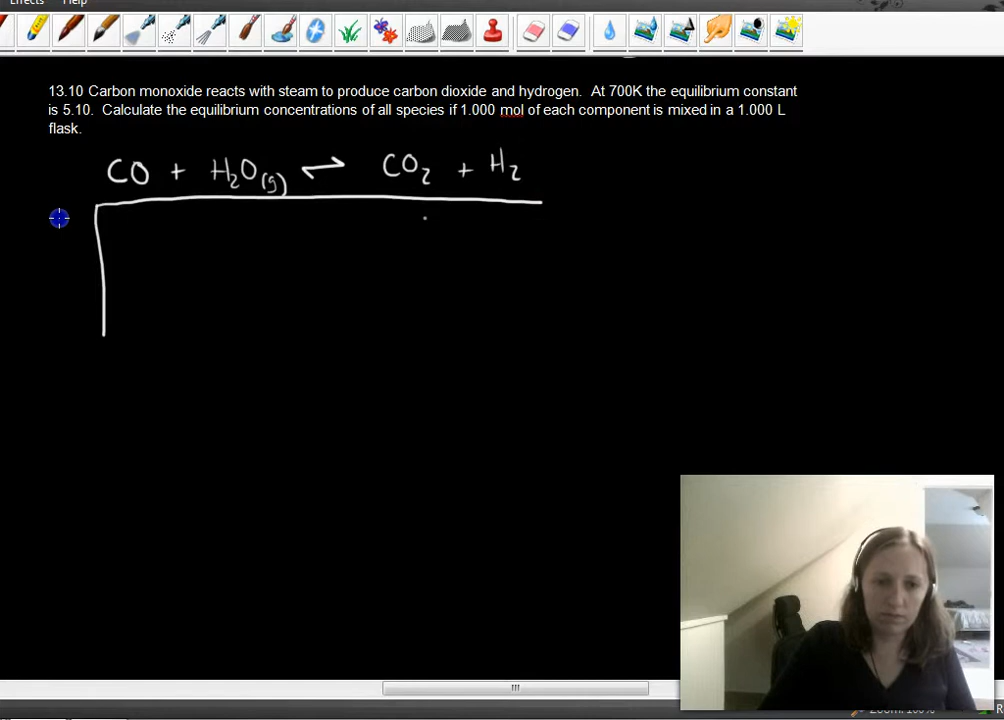 Effects Help
13.10 Carbon monoxide reacts with steam to produce carbon dioxide and hydrogen. At 700K the equilibrium constant
is 5.10. Calculate the equilibrium concentrations of all species if 1.000 mol of each component is mixed in a 1.000 L
flask.
CO + H₂O(g) ⇌ CO₂ + H₂
Zoom: 100%